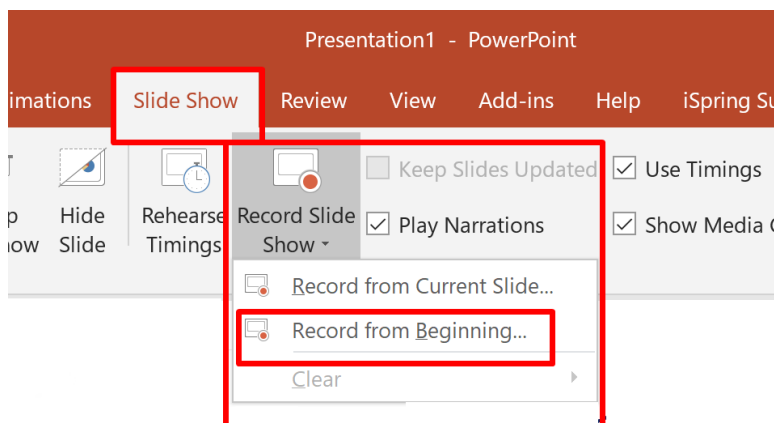 Presentation1 - PowerPoint
imations Slide Show Review View Add-ins Help iSpring Su
Keep Slides Updated Use Timings
p Hide Rehearse Record Slide
Play Narrations Show Media C
ow Slide Timings Show
Record from Current Slide...
Record from Beginning...
Clear